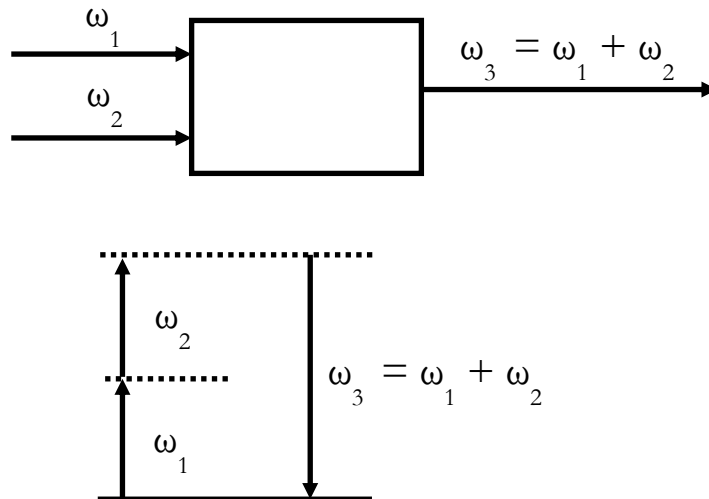 ω₁
ω₂
ω₃ = ω₁ + ω₂
ω₂
ω₃ = ω₁ + ω₂
ω₁